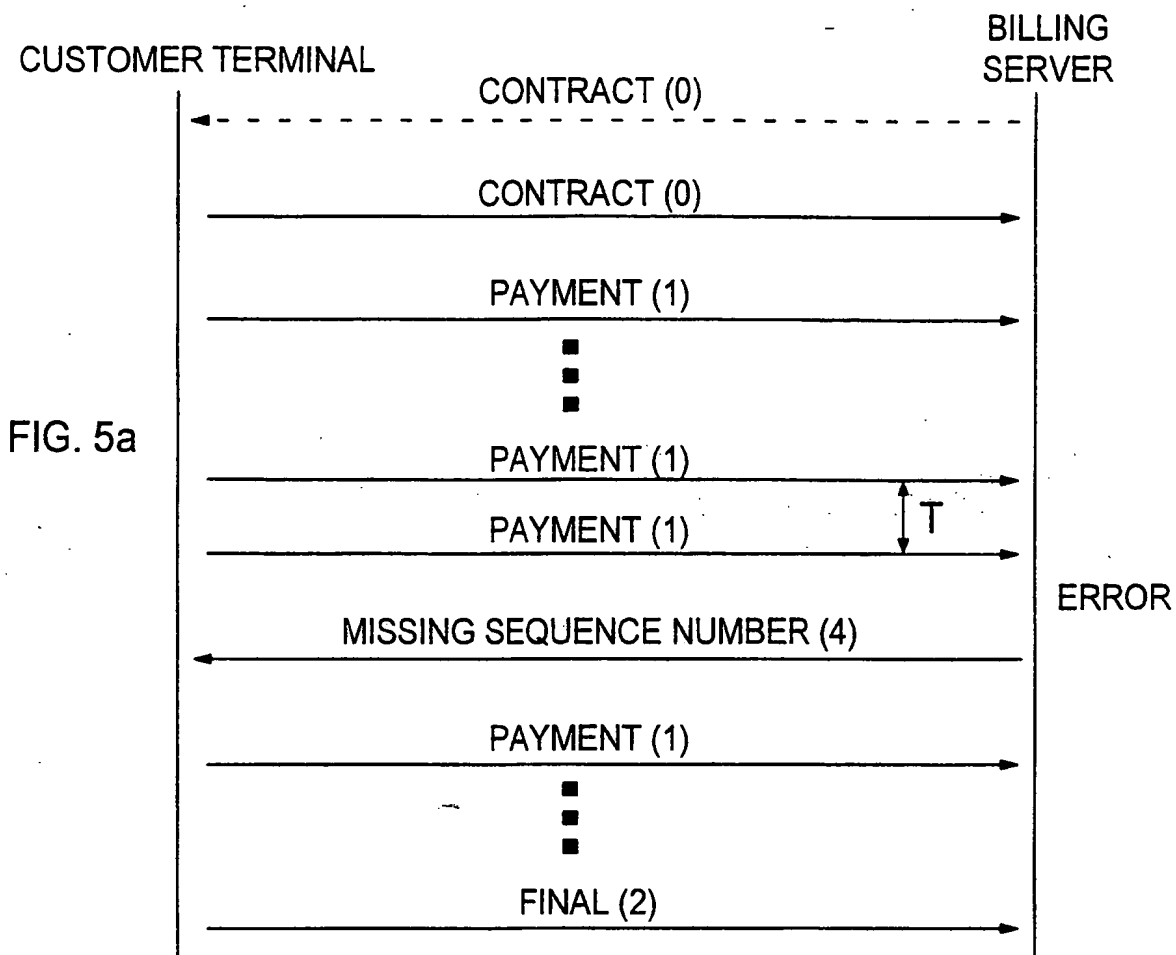 CUSTOMER TERMINAL
BILLING
SERVER
CONTRACT (0)
CONTRACT (0)
PAYMENT (1)
FIG. 5a
PAYMENT (1)
T
PAYMENT (1)
ERROR
MISSING SEQUENCE NUMBER (4)
PAYMENT (1)
FINAL (2)